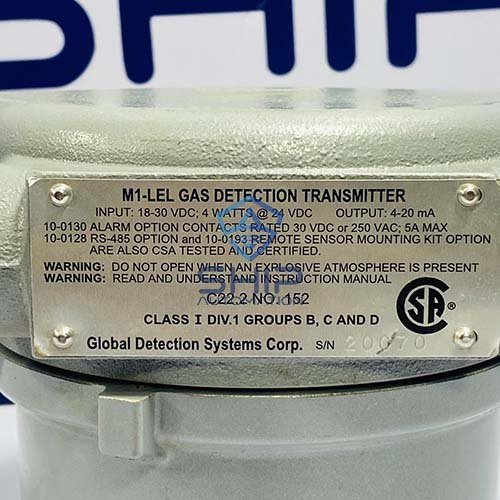 SHIP
M1-LEL GAS DETECTION TRANSMITTER
INPUT: 18-30 VDC; 4 WATTS @ 24 VDC OUTPUT: 4-20 mA
10-0130 ALARM OPTION CONTACTS RATED 30 VDC or 250 VAC; 5A MAX
10-0128 RS-485 OPTION and 10-0193 REMOTE SENSOR MOUNTING KIT OPTION
ARE ALSO CSA TESTED AND CERTIFIED.
WARNING: DO NOT OPEN WHEN AN EXPLOSIVE ATMOSPHERE IS PRESENT
WARNING: READ AND UNDERSTAND INSTRUCTION MANUAL
SHIP
AUTOMATION
C22.2 NO. 152
CLASS I DIV.1 GROUPS B, C AND D
CSA
Global Detection Systems Corp. S/N 20070